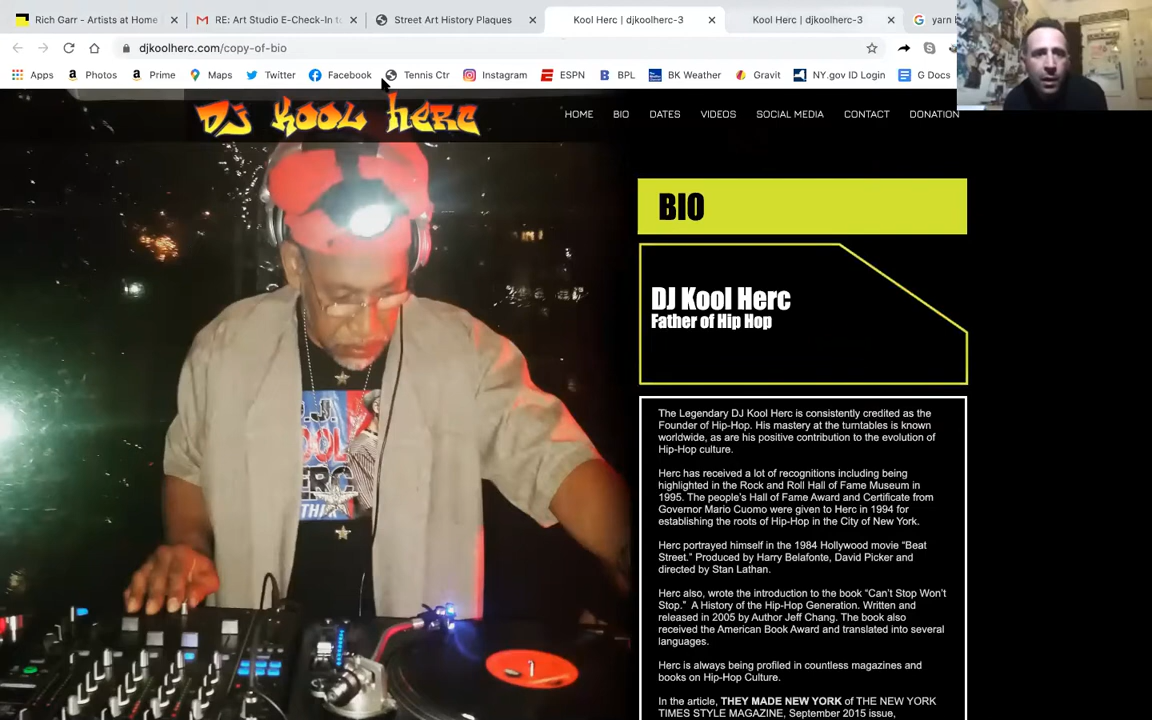 Rich Garr - Artists at Home
RE: Art Studio E-Check-In to
Street Art History Plaques
Kool Herc | djkoolherc-3
Kool Herc | djkoolherc-3
yarn b
djkoolherc.com/copy-of-bio
Apps
Photos
Prime
Maps
Twitter
Facebook
Tennis Ctr
Instagram
ESPN
BPL
BK Weather
Gravit
NY.gov ID Login
G Docs
Dj Kool Herc
HOME
BIO
DATES
VIDEOS
SOCIAL MEDIA
CONTACT
DONATION
BIO
DJ Kool Herc
Father of Hip Hop
D.J.
KOOL
HERC
The Legendary DJ Kool Herc is consistently credited as the
Founder of Hip-Hop. His mastery at the turntables is known
worldwide, as are his positive contribution to the evolution of
Hip-Hop culture.
Herc has received a lot of recognitions including being
highlighted in the Rock and Roll Hall of Fame Museum in
1995. The people's Hall of Fame Award and Certificate from
Governor Mario Cuomo were given to Herc in 1994 for
establishing the roots of Hip-Hop in the City of New York.
Herc portrayed himself in the 1984 Hollywood movie “Beat
Street.” Produced by Harry Belafonte, David Picker and
directed by Stan Lathan.
Herc also, wrote the introduction to the book “Can’t Stop Won’t
Stop.” A History of the Hip-Hop Generation. Written and
released in 2005 by Author Jeff Chang. The book also
received the American Book Award and translated into several
languages.
Herc is always being profiled in countless magazines and
books on Hip-Hop Culture.
In the article, THEY MADE NEW YORK of THE NEW YORK
TIMES STYLE MAGAZINE, September 2015 issue,